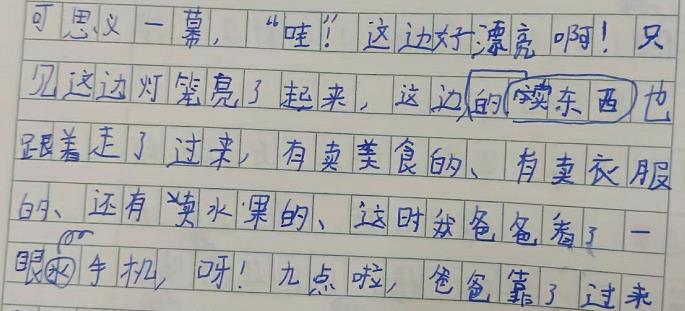 可思议一幕，“哇！这边好漂亮啊！只
见这边灯笼亮了起来，这边的卖东西也
跟着走了过来，有卖美食的、有卖衣服
的、还有卖水果的、这时我爸爸看了一
眼水手机，呀！九点啦，爸爸靠了过来